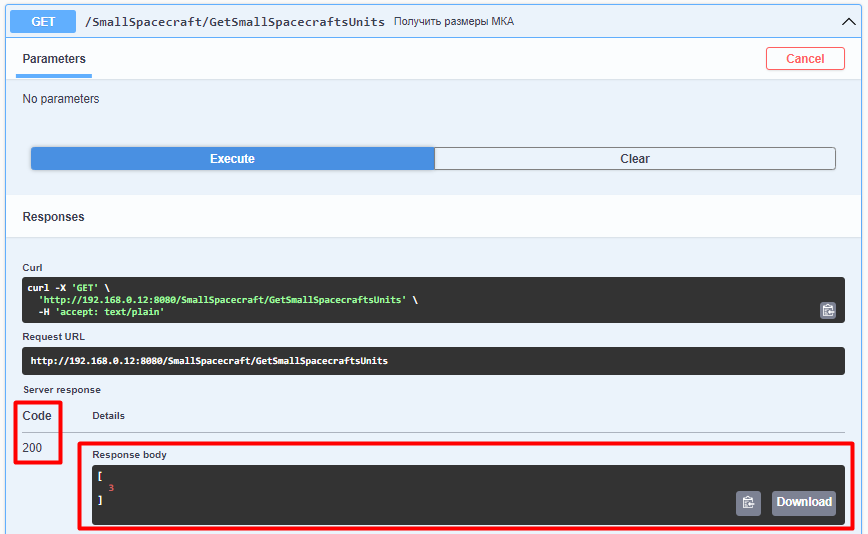 GET /SmallSpacecraft/GetSmallSpacecraftsUnits Получить размеры МКА
Parameters
Cancel
No parameters
Execute
Clear
Responses
Curl
curl -X 'GET' \
'http://192.168.0.12:8080/SmallSpacecraft/GetSmallSpacecraftsUnits' \
-H 'accept: text/plain'
Request URL
http://192.168.0.12:8080/SmallSpacecraft/GetSmallSpacecraftsUnits
Server response
Code Details
200
Response body
[
3
]
Download